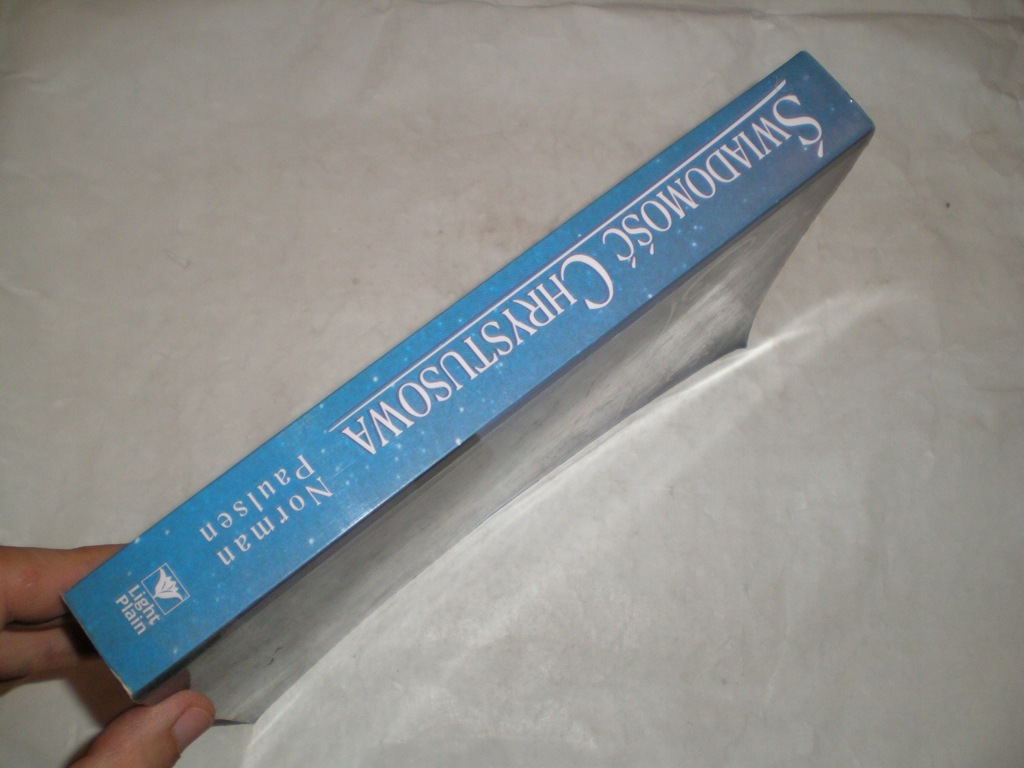 ŚWIADOMOŚĆ CHRYSTUSOWA
Norman
Paulsen
Light
Plain